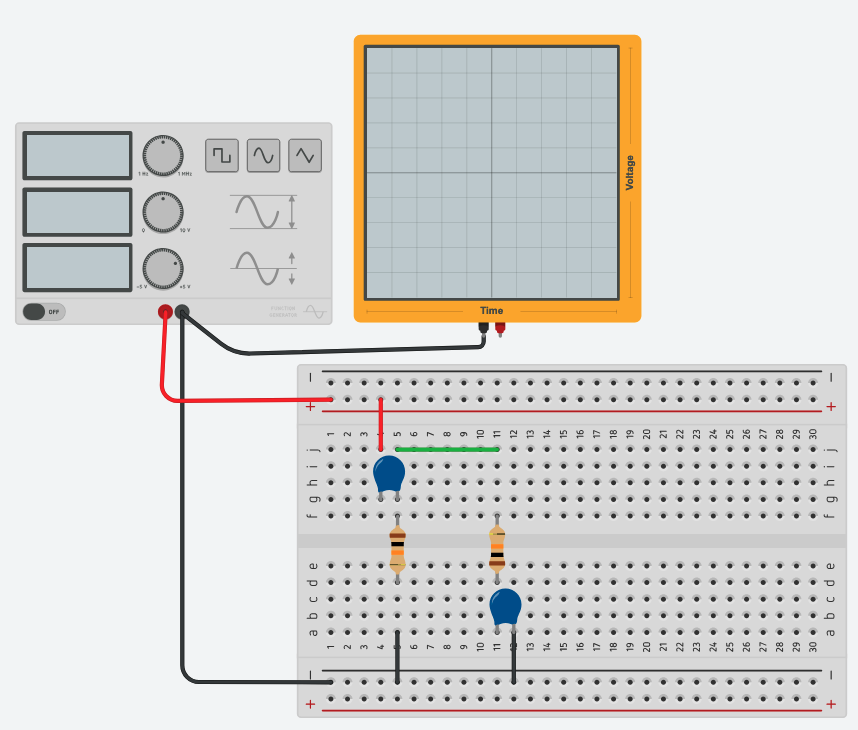 1 Hz 1 MHz
0 10 V
-5 V +5 V
OFF
FUNCTION
GENERATOR
Voltage
Time
− −
+ +
1 2 3 4 5 6 7 8 9 10 11 12 13 14 15 16 17 18 19 20 21 22 23 24 25 26 27 28 29 30
j j
i i
h h
g g
f f
e e
d d
c c
b b
a a
1 2 3 4 5 6 7 8 9 10 11 12 13 14 15 16 17 18 19 20 21 22 23 24 25 26 27 28 29 30
− −
+ +